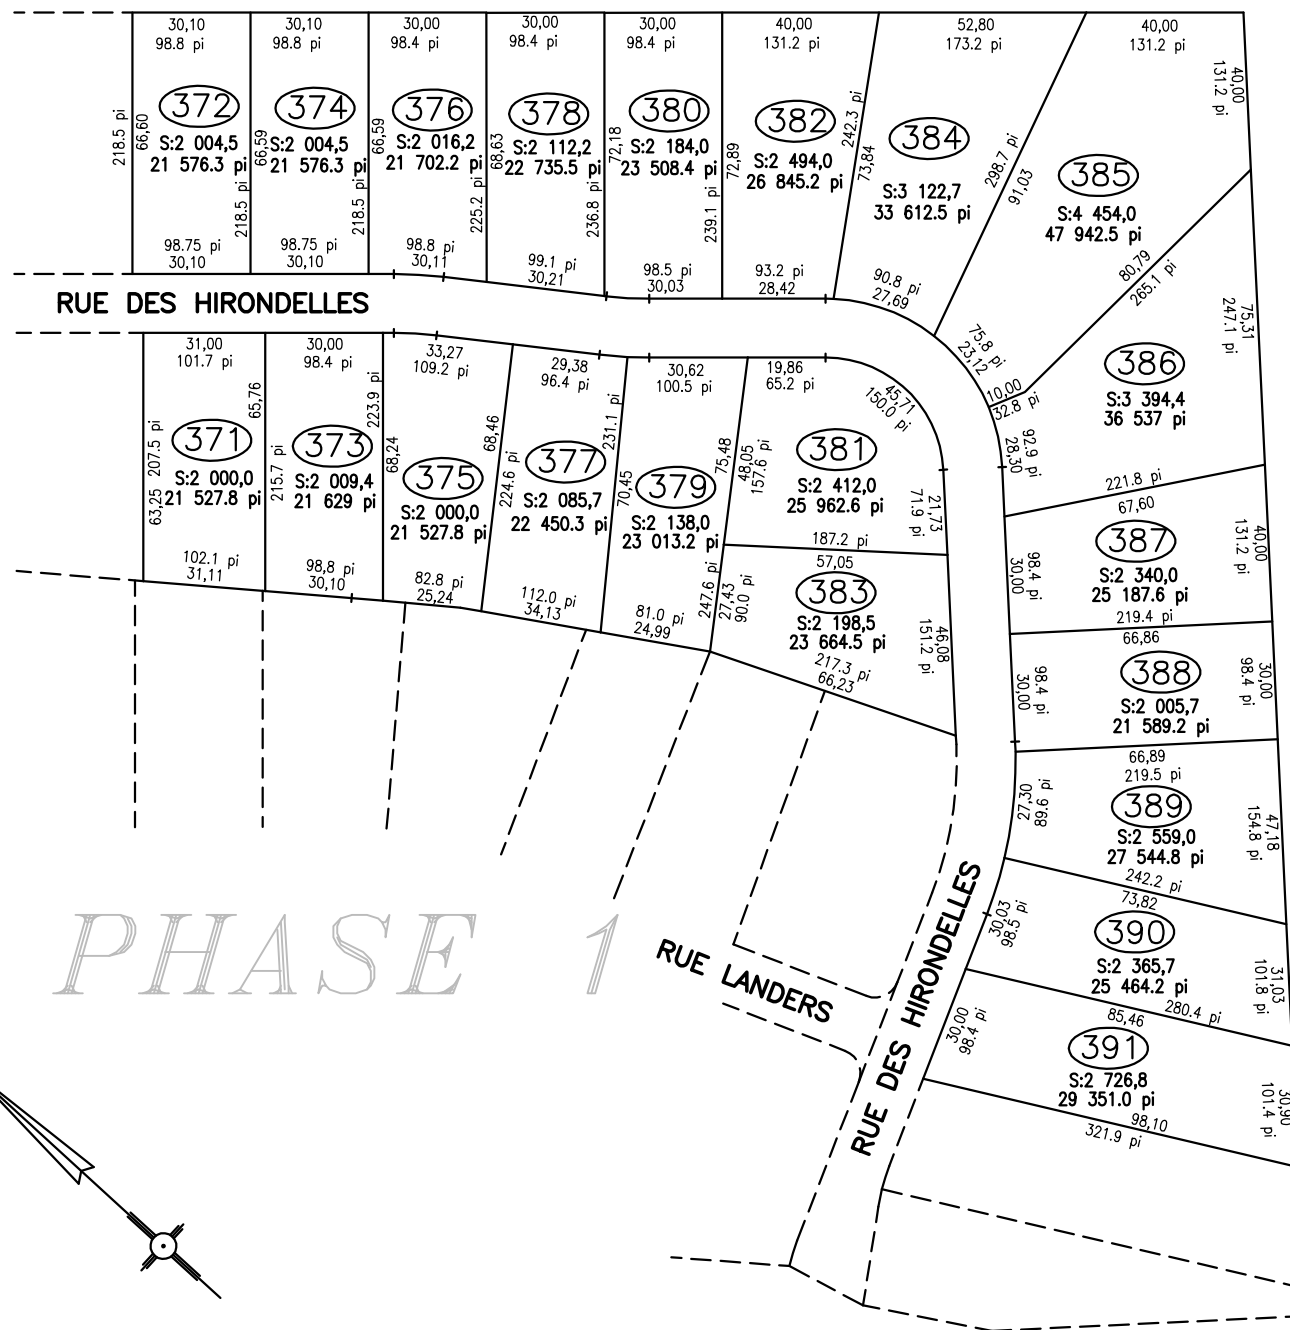 30,10
98.8 pi
30,10
98.8 pi
30,00
98.4 pi
30,00
98.4 pi
30,00
98.4 pi
40,00
131.2 pi
52,80
173.2 pi
40,00
131.2 pi
218.5 pi
66,60
372
S:2 004,5
21 576.3 pi
98.75 pi
30,10
66,59
218.5 pi
374
S:2 004,5
21 576.3 pi
98.75 pi
30,10
66,59
218.5 pi
376
S:2 016,2
21 702.2 pi
98.8 pi
30,11
68,63
225.2 pi
378
S:2 112,2
22 735.5 pi
99.1 pi
30,21
72,18
236.8 pi
380
S:2 184,0
23 508.4 pi
98.5 pi
30,03
72,89
239.1 pi
382
S:2 494,0
26 845.2 pi
93.2 pi
28,42
242.3 pi
73,84
384
S:3 122,7
33 612.5 pi
90.8 pi
27,69
298.7 pi
91,03
385
S:4 454,0
47 942.5 pi
40,00
131.2 pi
75.8 pi
23,12
80,79
265.1 pi
10,00
32.8 pi
386
S:3 394,4
36 537 pi
75,31
247.1 pi
92.9 pi
28,30
221.8 pi
67,60
RUE DES HIRONDELLES
31,00
101.7 pi
30,00
98.4 pi
33,27
109.2 pi
29,38
96.4 pi
30,62
100.5 pi
19,86
65.2 pi
45,71
150.0 pi
207.5 pi
63,25
371
S:2 000,0
21 527.8 pi
102.1 pi
31,11
65,76
215.7 pi
373
S:2 009,4
21 629 pi
98,8 pi
30,10
223.9 pi
68,24
375
S:2 000,0
21 527.8 pi
82.8 pi
25,24
68,46
224.6 pi
377
S:2 085,7
22 450.3 pi
112.0 pi
34,13
231.1 pi
70,45
379
S:2 138,0
23 013.2 pi
81.0 pi
24,99
75,48
247.6 pi
48,05
157.6 pi
381
S:2 412,0
25 962.6 pi
21,73
71.9 pi
187.2 pi
57,05
27,43
90.0 pi
383
S:2 198,5
23 664.5 pi
46,08
151.2 pi
217.3 pi
66,23
98.4 pi
30,00
387
S:2 340,0
25 187.6 pi
40,00
131.2 pi
219.4 pi
66,86
98.4 pi
30,00
388
S:2 005,7
21 589.2 pi
30,00
98.4 pi
66,89
219.5 pi
27,30
89.6 pi
389
S:2 559,0
27 544.8 pi
47,18
154.8 pi
242.2 pi
73,82
30,03
98.5 pi
390
S:2 365,7
25 464.2 pi
31,03
101.8 pi
280.4 pi
85,46
30,00
98.4 pi
391
S:2 726,8
29 351.0 pi
30,90
101.4 pi
98,10
321.9 pi
PHASE 1
RUE LANDERS
RUE DES HIRONDELLES